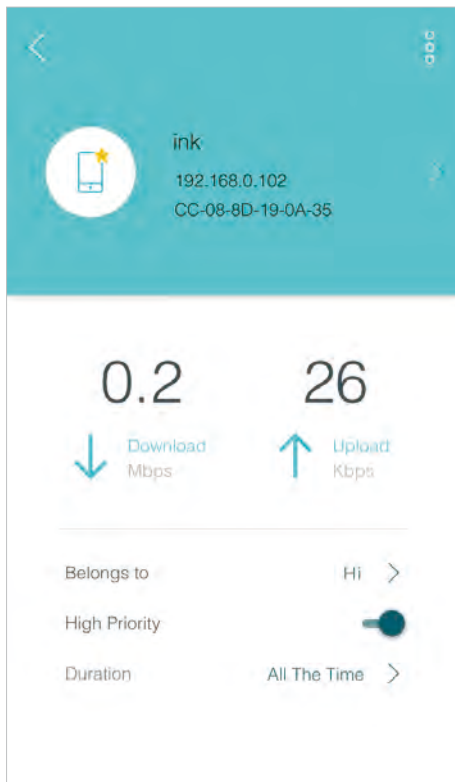 ink
192.168.0.102
CC-08-8D-19-0A-35
0.2 26
Download Upload
Mbps Kbps
Belongs to Hi
High Priority
Duration All The Time